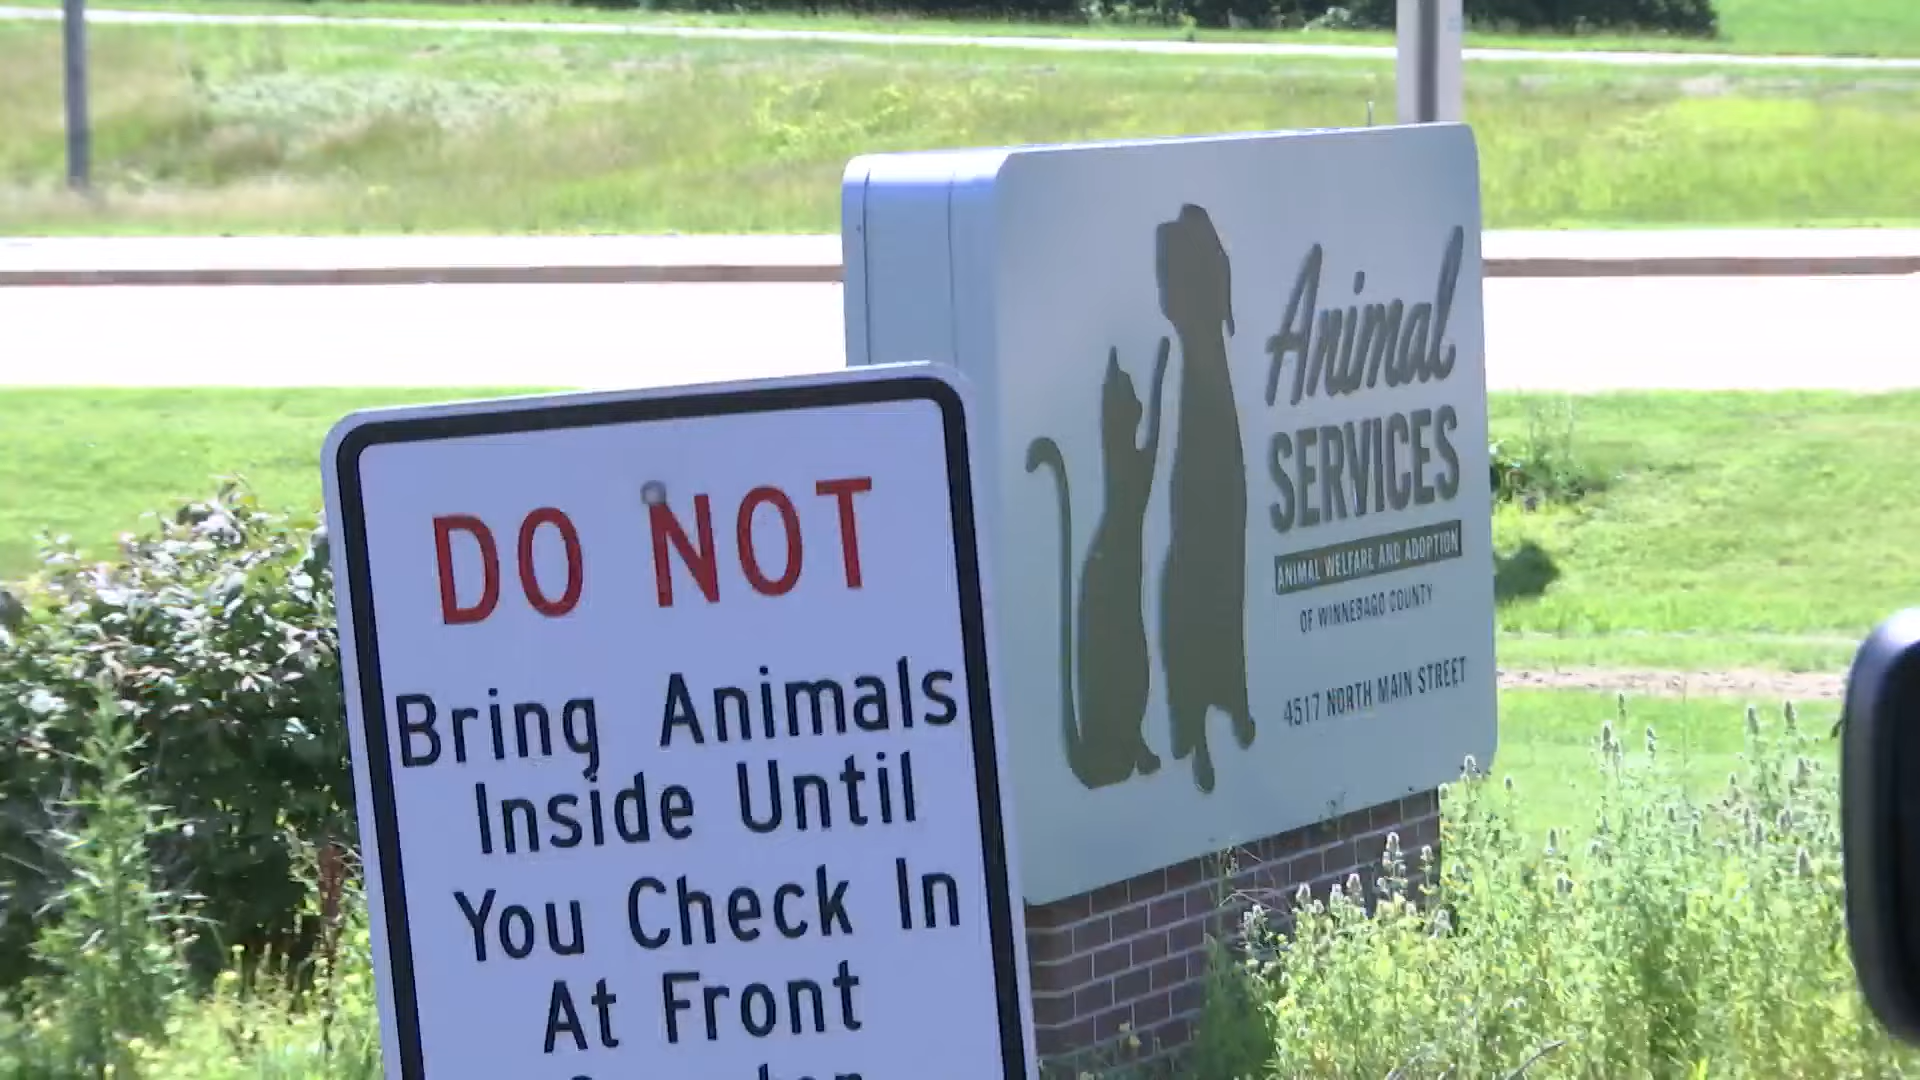 DO NOT
Bring Animals
Inside Until
You Check In
At Front
Animal
SERVICES
ANIMAL WELFARE AND ADOPTION
OF WINNEBAGO COUNTY
4517 NORTH MAIN STREET